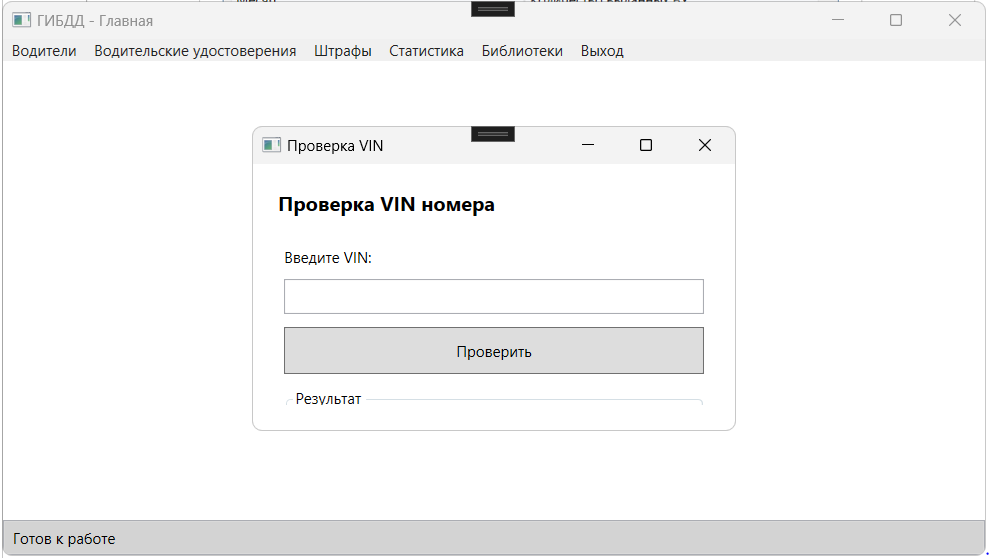 ГИБДД - Главная
Водители Водительские удостоверения Штрафы Статистика Библиотеки Выход
Проверка VIN
Проверка VIN номера
Введите VIN:
Проверить
Результат
Готов к работе